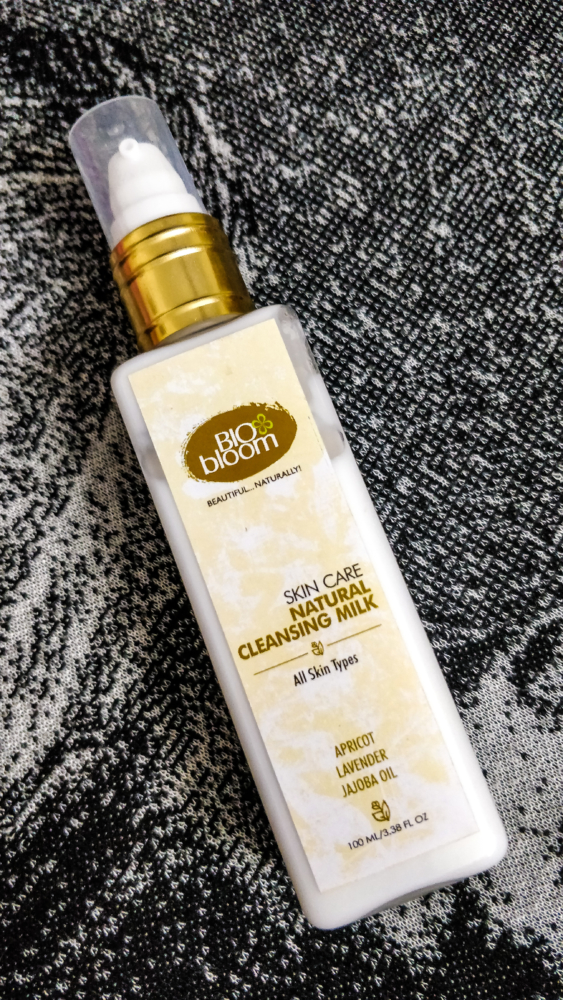 BIO
bloom
BEAUTIFUL...NATURALLY!
SKIN CARE
NATURAL
CLEANSING MILK
All Skin Types
APRICOT
LAVENDER
JAJOBA OIL
100 ML/3.38 FL OZ